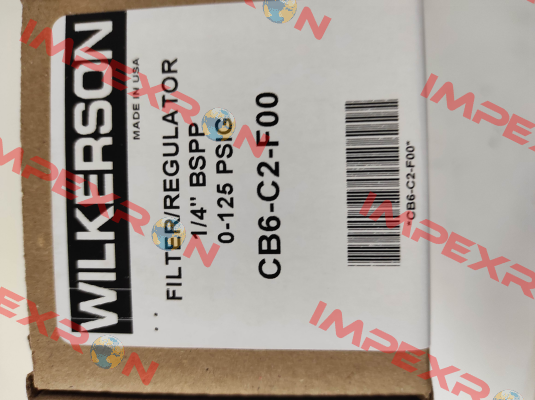 WILKERSON
MADE IN USA
FILTER/REGULATOR
1/4" BSPP
0-125 PSIG
CB6-C2-F00
*CB6-C2-F00*
IMPEXRON
IMPEXRON
IMPEXRON
IMPEXRON
IMPEXRON
IMPEXRON